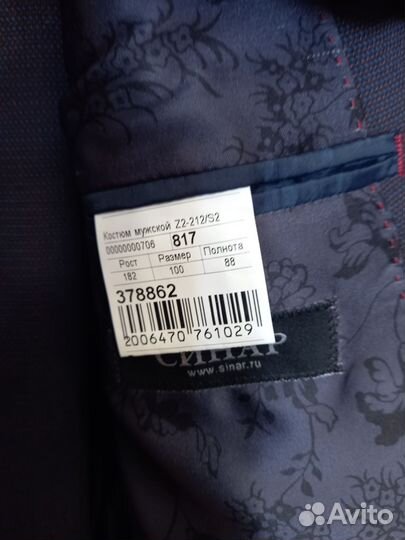 Костюм мужской Z2-212/S2
00000000706 817
Рост Размер Полнота
182 100 88
378862
2006470 761029
СИНАР
www.sinar.ru
Avito